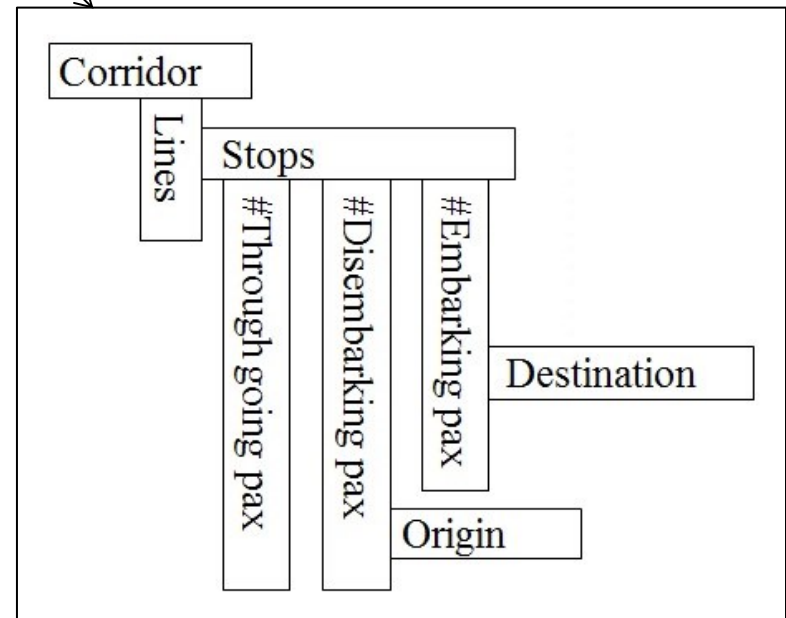 Corridor
Lines
Stops
#Through going pax
#Disembarking pax
#Embarking pax
Destination
Origin